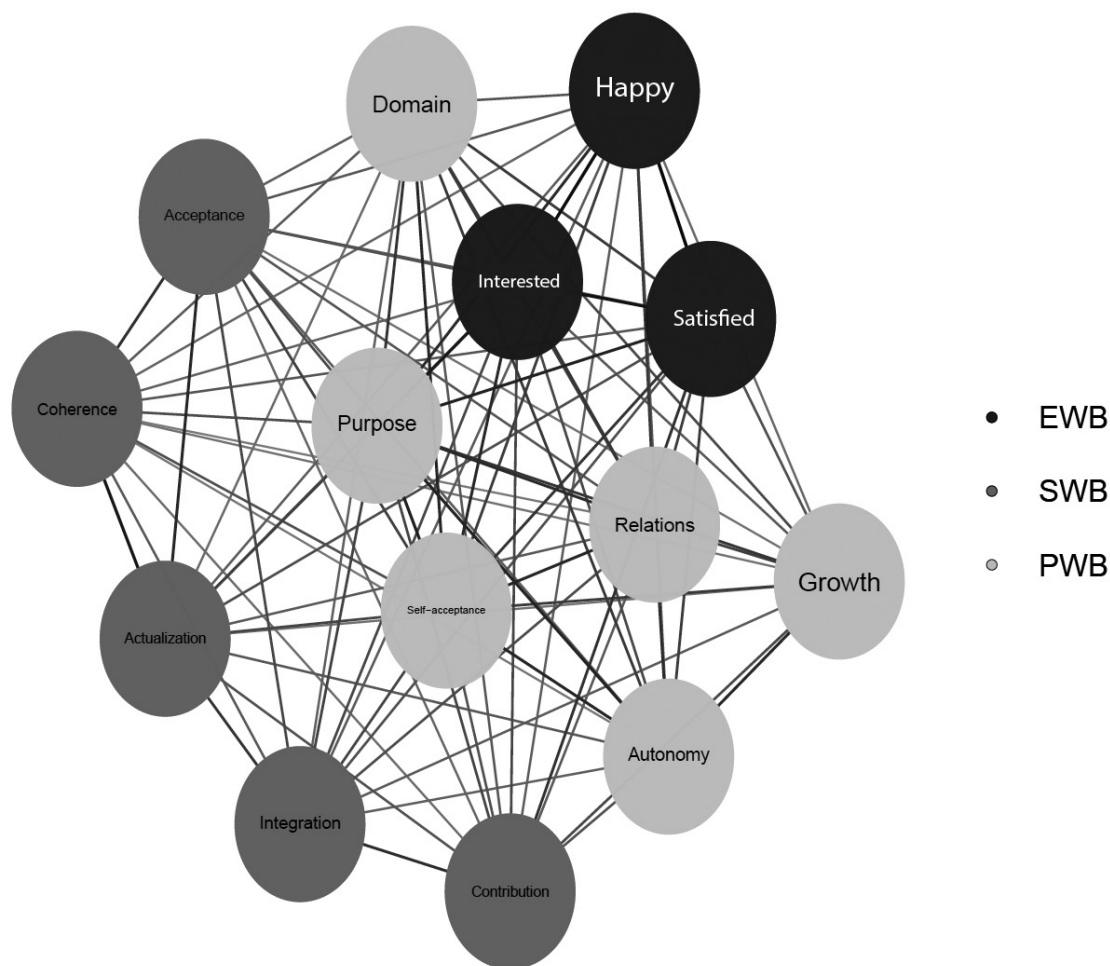 Happy
Domain
Acceptance
Interested
Satisfied
Coherence
Purpose
Relations
Growth
Self-acceptance
Actualization
Autonomy
Integration
Contribution
EWB
SWB
PWB